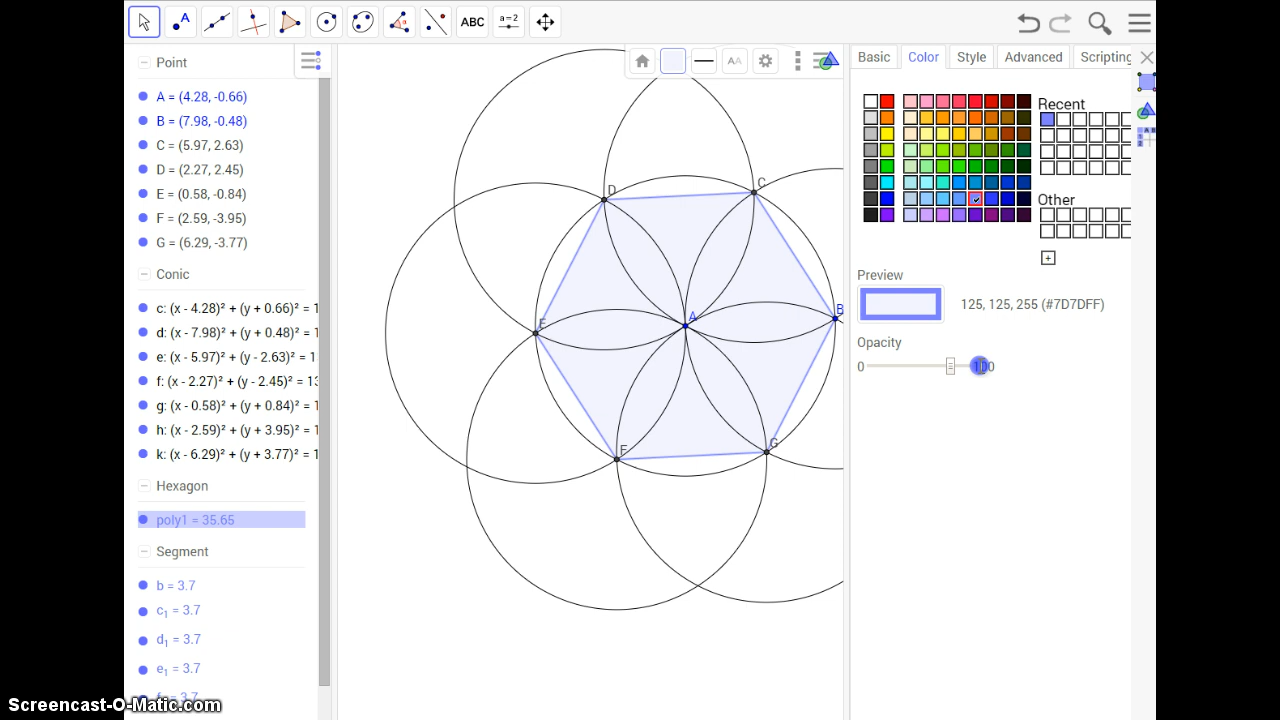 ABC
a=2
AA
Basic
Color
Style
Advanced
Scripting
Point
A = (4.28, -0.66)
B = (7.98, -0.48)
C = (5.97, 2.63)
D = (2.27, 2.45)
E = (0.58, -0.84)
F = (2.59, -3.95)
G = (6.29, -3.77)
Conic
c: (x - 4.28)² + (y + 0.66)² = 1
d: (x - 7.98)² + (y + 0.48)² = 1
e: (x - 5.97)² + (y - 2.63)² = 1
f: (x - 2.27)² + (y - 2.45)² = 13
g: (x - 0.58)² + (y + 0.84)² = 1
h: (x - 2.59)² + (y + 3.95)² = 1
k: (x - 6.29)² + (y + 3.77)² = 1
Hexagon
poly1 = 35.65
Segment
b = 3.7
c₁ = 3.7
d₁ = 3.7
e₁ = 3.7
D
C
B
A
E
F
G
Recent
Other
+
Preview
125, 125, 255 (#7D7DFF)
Opacity
0
100
Screencast-O-Matic.com